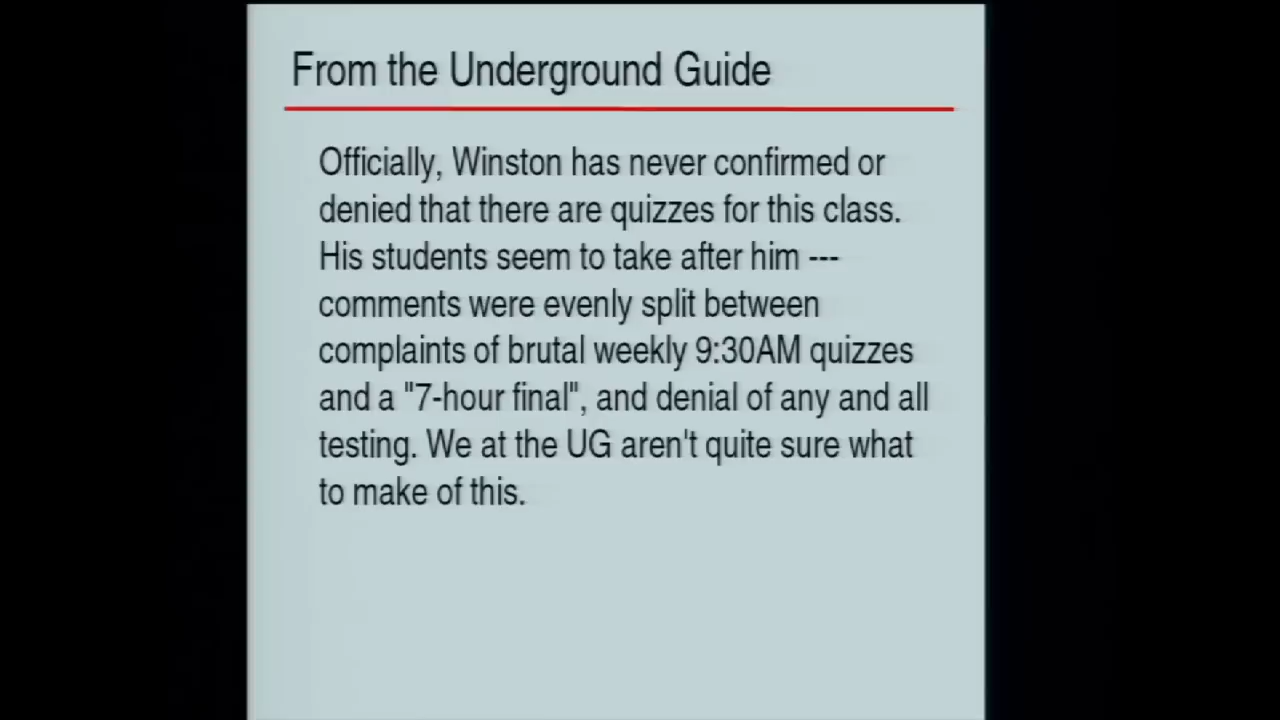 From the Underground Guide
Officially, Winston has never confirmed or
denied that there are quizzes for this class.
His students seem to take after him ---
comments were evenly split between
complaints of brutal weekly 9:30AM quizzes
and a "7-hour final", and denial of any and all
testing. We at the UG aren't quite sure what
to make of this.